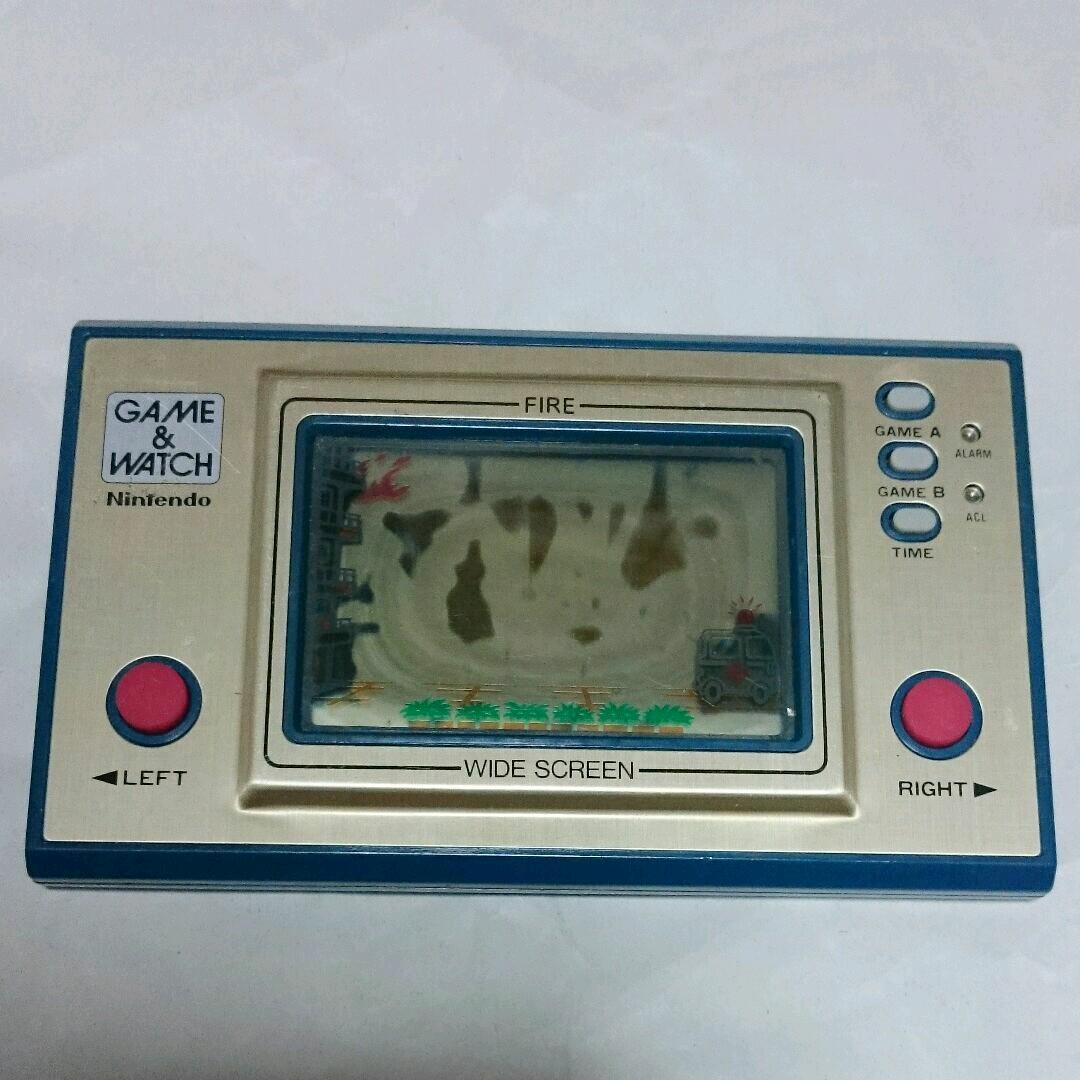 GAME
&
WATCH
Nintendo
FIRE
GAME A
ALARM
GAME B
ACL
TIME
◀LEFT
WIDE SCREEN
RIGHT▶